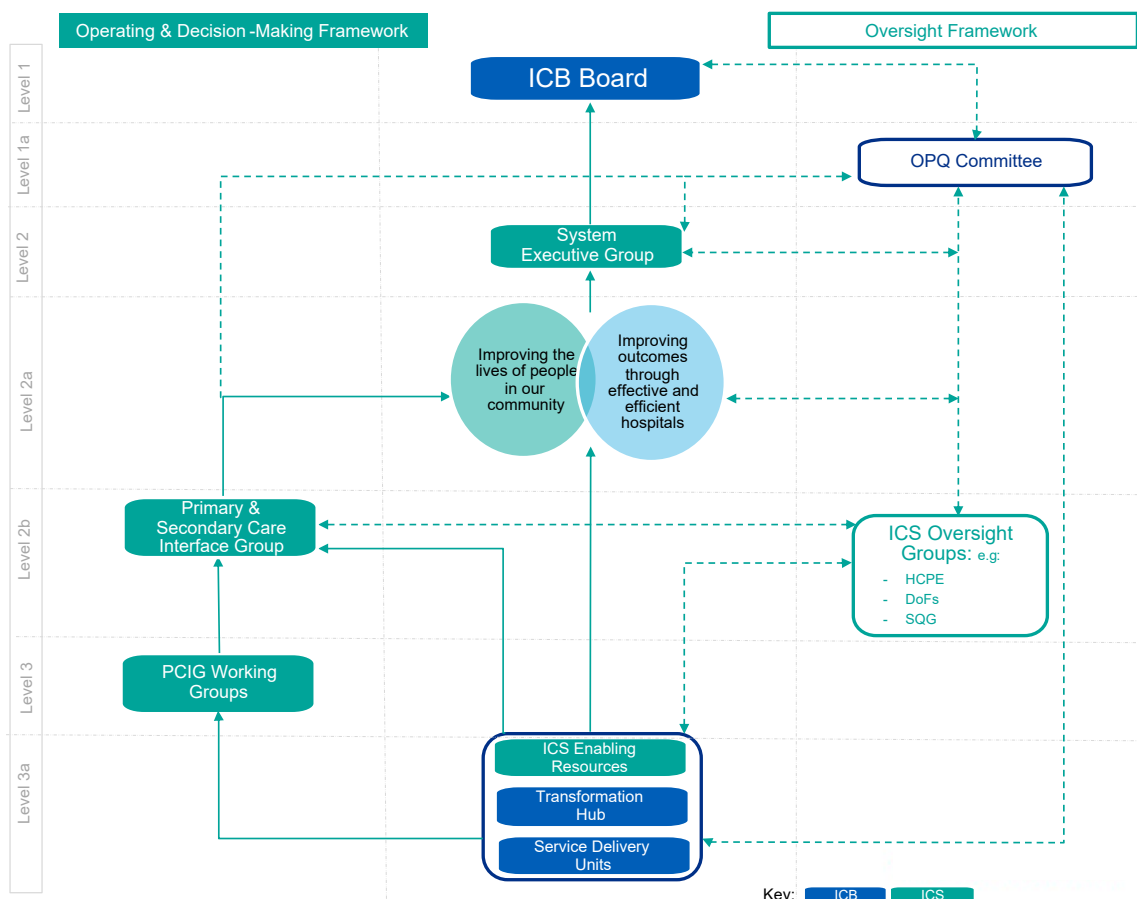 Operating & Decision -Making Framework
Oversight Framework
Level 1
ICB Board
Level 1a
OPQ Committee
Level 2
System
Executive Group
Level 2a
Improving the
lives of people
in our
community
Improving
outcomes
through
effective and
efficient
hospitals
Level 2b
Primary &
Secondary Care
Interface Group
ICS Oversight
Groups: e.g:
- HCPE
- DoFs
- SQG
Level 3
PCIG Working
Groups
Level 3a
ICS Enabling
Resources
Transformation
Hub
Service Delivery
Units
Key: ICB ICS